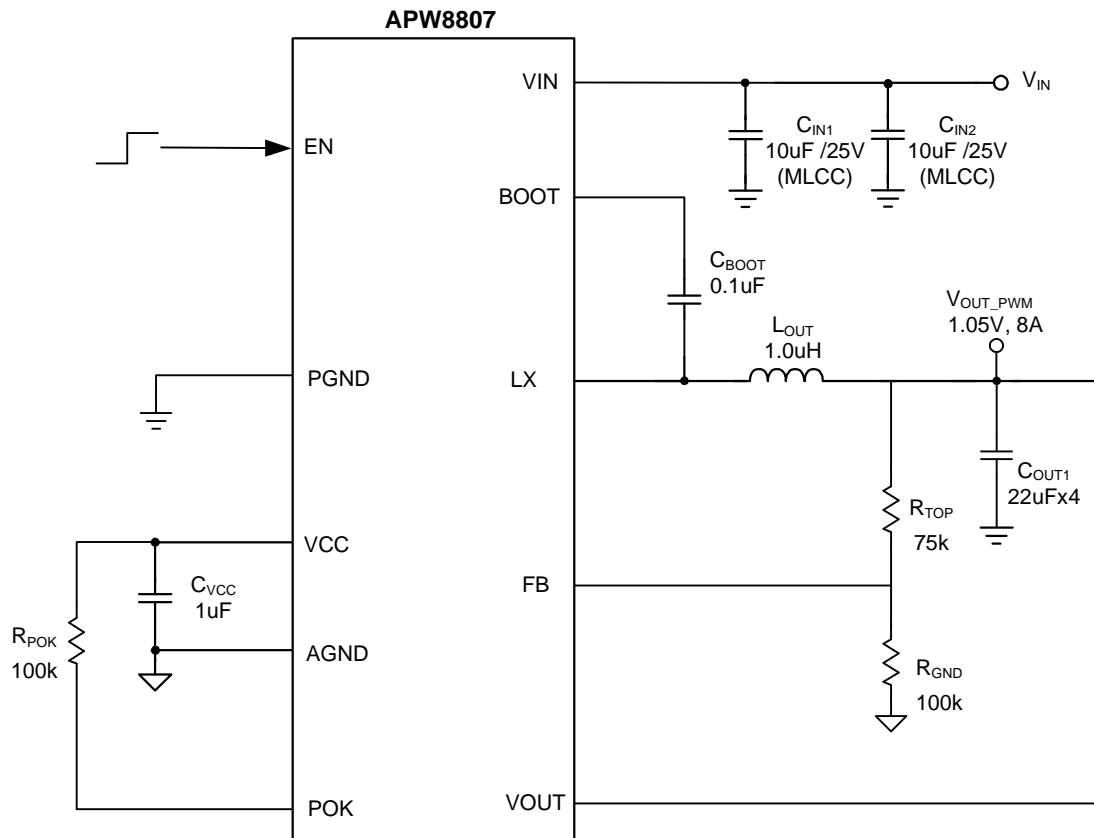 APW8807
VIN
V_IN
EN
C_IN1
10uF /25V
(MLCC)
C_IN2
10uF /25V
(MLCC)
BOOT
C_BOOT
0.1uF
V_OUT_PWM
1.05V, 8A
L_OUT
1.0uH
PGND
LX
C_OUT1
22uFx4
R_TOP
75k
VCC
FB
C_VCC
1uF
R_POK
100k
AGND
R_GND
100k
POK
VOUT